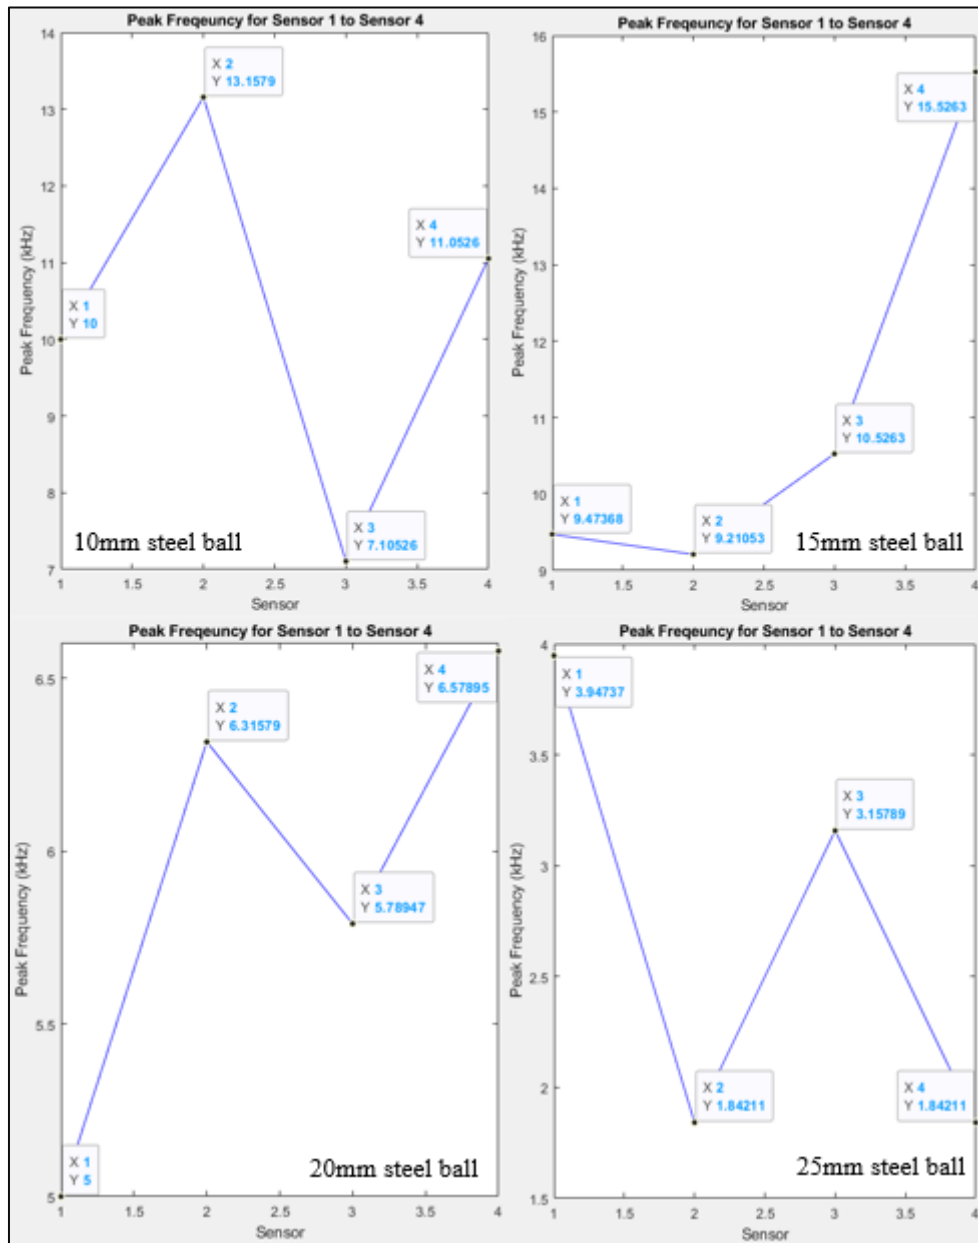 Peak Freqeuncy for Sensor 1 to Sensor 4
14
13
12
11
10
9
8
7
Peak Frequency (kHz)
X 1
Y 10
X 2
Y 13.1579
X 3
Y 7.10526
X 4
Y 11.0526
10mm steel ball
1
1.5
2
2.5
3
3.5
4
Sensor
Peak Freqeuncy for Sensor 1 to Sensor 4
16
15
14
13
12
11
10
9
Peak Frequency (kHz)
X 1
Y 9.47368
X 2
Y 9.21053
X 3
Y 10.5263
X 4
Y 15.5263
15mm steel ball
1
1.5
2
2.5
3
3.5
4
Sensor
Peak Freqeuncy for Sensor 1 to Sensor 4
6.5
6
5.5
5
Peak Frequency (kHz)
X 1
Y 5
X 2
Y 6.31579
X 3
Y 5.78947
X 4
Y 6.57895
20mm steel ball
1
1.5
2
2.5
3
3.5
4
Sensor
Peak Freqeuncy for Sensor 1 to Sensor 4
4
3.5
3
2.5
2
1.5
Peak Frequency (kHz)
X 1
Y 3.94737
X 2
Y 1.84211
X 3
Y 3.15789
X 4
Y 1.84211
25mm steel ball
1
1.5
2
2.5
3
3.5
4
Sensor